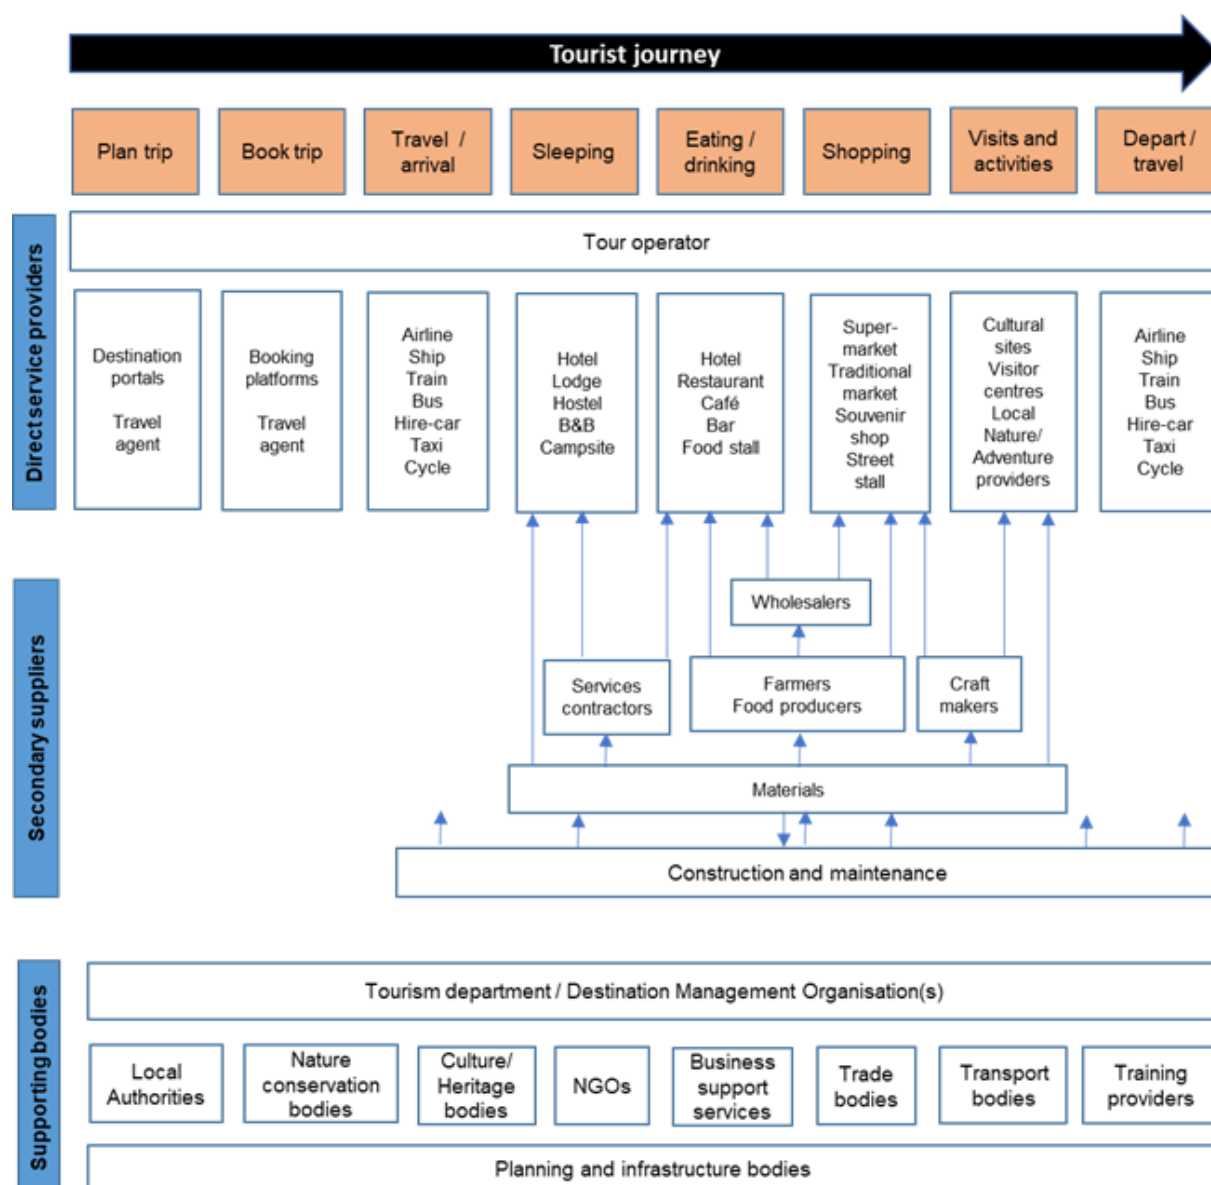 Tourist journey
Plan trip
Book trip
Travel /
arrival
Sleeping
Eating /
drinking
Shopping
Visits and
activities
Depart /
travel
Direct service providers
Tour operator
Destination
portals
Travel
agent
Booking
platforms
Travel
agent
Airline
Ship
Train
Bus
Hire-car
Taxi
Cycle
Hotel
Lodge
Hostel
B&B
Campsite
Hotel
Restaurant
Café
Bar
Food stall
Super-
market
Traditional
market
Souvenir
shop
Street
stall
Cultural
sites
Visitor
centres
Local
Nature/
Adventure
providers
Airline
Ship
Train
Bus
Hire-car
Taxi
Cycle
Secondary suppliers
Wholesalers
Services
contractors
Farmers
Food producers
Craft
makers
Materials
Construction and maintenance
Supporting bodies
Tourism department / Destination Management Organisation(s)
Local
Authorities
Nature
conservation
bodies
Culture/
Heritage
bodies
NGOs
Business
support
services
Trade
bodies
Transport
bodies
Training
providers
Planning and infrastructure bodies